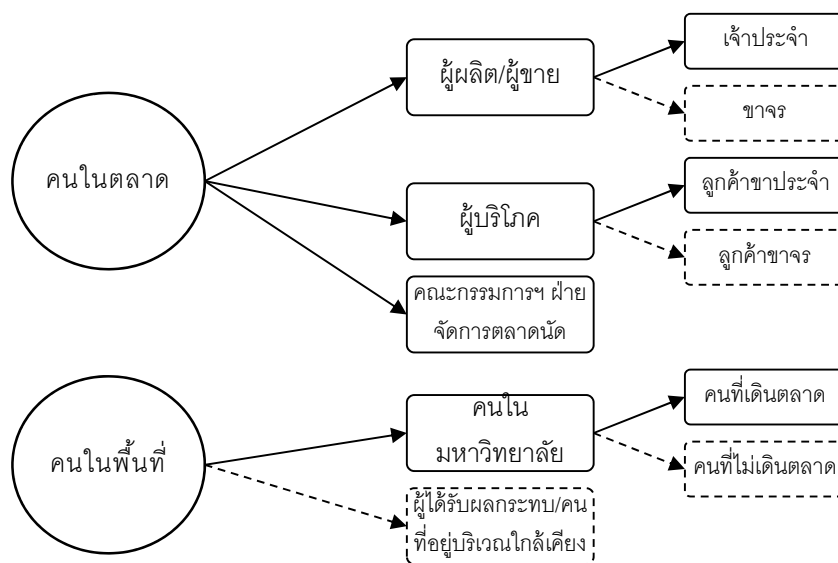 คนในตลาด
ผู้ผลิต/ผู้ขาย
เจ้าประจำ
ขาจร
ผู้บริโภค
ลูกค้าขาประจำ
ลูกค้าขาจร
คณะกรรมการฯ ฝ่าย
จัดการตลาดนัด
คนในพื้นที่
คนใน
มหาวิทยาลัย
คนที่เดินตลาด
คนที่ไม่เดินตลาด
ผู้ได้รับผลกระทบ/คน
ที่อยู่บริเวณใกล้เคียง